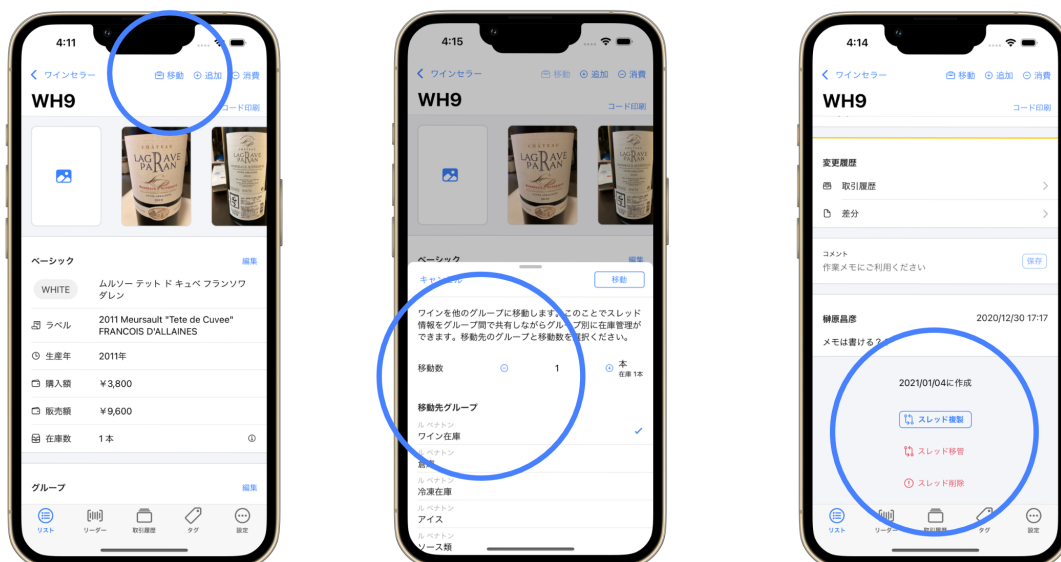 4:11
ワインセラー
移動
追加
消費
WH9
コード印刷
CHATEAU
LAGRAVE
PARAN
ベーシック
編集
WHITE
ムルソー テット ド キュベ フランソワ
ダレン
ラベル
2011 Meursault "Tete de Cuvee"
FRANCOIS D'ALLAINES
生産年
2011年
購入額
¥3,800
販売額
¥9,600
在庫数
1 本
グループ
編集
リスト
リーダー
取引履歴
タグ
設定
4:15
ワインセラー
移動
追加
消費
WH9
コード印刷
CHATEAU
LAGRAVE
PARAN
ベーシック
編集
キャンセル
移動
ワインを他のグループに移動します。このことでスレッド
情報をグループ間で共有しながらグループ別に在庫管理が
できます。移動先のグループと移動数を選択ください。
移動数
1
本
在庫 1本
移動先グループ
ル ベナトン
ワイン在庫
ル ベナトン
倉庫
ル ベナトン
冷凍在庫
ル ベナトン
アイス
ル ベナトン
ソース類
4:14
ワインセラー
移動
追加
消費
WH9
コード印刷
変更履歴
取引履歴
差分
コメント
作業メモにご利用ください
保存
榊原昌彦
2020/12/30 17:17
メモは書ける？
2021/01/04に作成
スレッド複製
スレッド移管
スレッド削除
リスト
リーダー
取引履歴
タグ
設定